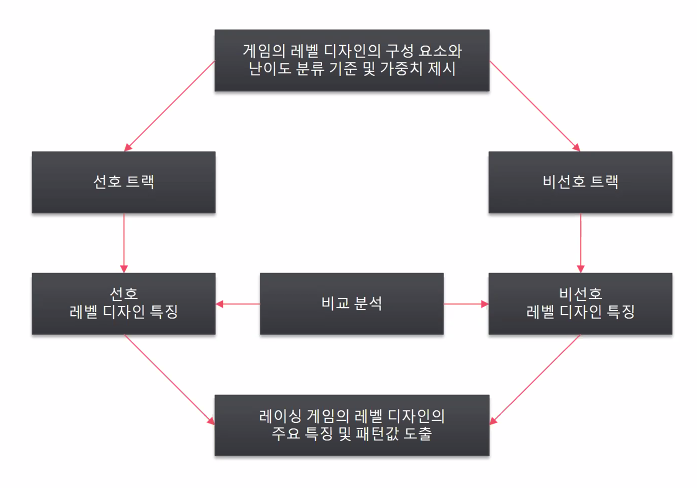 게임의 레벨 디자인의 구성 요소와
난이도 분류 기준 및 가중치 제시
선호 트랙
비선호 트랙
선호
레벨 디자인 특징
비교 분석
비선호
레벨 디자인 특징
레이싱 게임의 레벨 디자인의
주요 특징 및 패턴값 도출